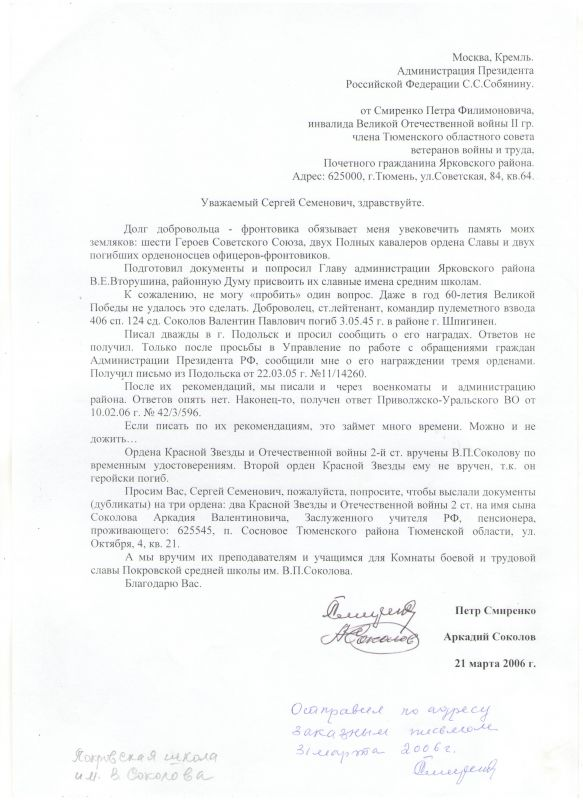 Москва, Кремль.
Администрация Президента
Российской Федерации С.С.Собянину.
от Смиренко Петра Филимоновича,
инвалида Великой Отечественной войны II гр.
члена Тюменского областного совета
ветеранов войны и труда,
Почетного гражданина Ярковского района.
Адрес: 625000, г.Тюмень, ул.Советская, 84, кв.64.
Уважаемый Сергей Семенович, здравствуйте.
Долг добровольца - фронтовика обязывает меня увековечить память моих
земляков: шести Героев Советского Союза, двух Полных кавалеров ордена Славы и двух
погибших орденоносцев офицеров-фронтовиков.
Подготовил документы и попросил Главу администрации Ярковского района
В.Е.Вторушина, районную Думу присвоить их славные имена средним школам.
К сожалению, не могу «пробить» один вопрос. Даже в год 60-летия Великой
Победы не удалось это сделать. Доброволец, ст.лейтенант, командир пулеметного взвода
406 сп. 124 сд. Соколов Валентин Павлович погиб 3.05.45 г. в районе г. Шпигинен.
Писал дважды в г. Подольск и просил сообщить о его наградах. Ответов не
получил. Только после просьбы в Управление по работе с обращениями граждан
Администрации Президента РФ, сообщили мне о его награждении тремя орденами.
Получил письмо из Подольска от 22.03.05 г. №11/14260.
После их рекомендаций, мы писали и через военкоматы и администрацию
района. Ответов опять нет. Наконец-то, получен ответ Приволжско-Уральского ВО от
10.02.06 г. № 42/3/596.
Если писать по их рекомендациям, это займет много времени. Можно и не
дожить…
Ордена Красной Звезды и Отечественной войны 2-й ст. вручены В.П.Соколову по
временным удостоверениям. Второй орден Красной Звезды ему не вручен, т.к. он
геройски погиб.
Просим Вас, Сергей Семенович, пожалуйста, попросите, чтобы выслали документы
(дубликаты) на три ордена: два Красной Звезды и Отечественной войны 2 ст. на имя сына
Соколова Аркадия Валентиновича, Заслуженного учителя РФ, пенсионера,
проживающего: 625545, п. Сосновое Тюменского района Тюменской области, ул.
Октября, 4, кв. 21.
А мы вручим их преподавателям и учащимся для Комнаты боевой и трудовой
славы Покровской средней школы им. В.П.Соколова.
Благодарю Вас.
Петр Смиренко
АСоколов Аркадий Соколов
21 марта 2006 г.
Отправил по адресу
заказным письмом
31 марта 2006 г.
Покровская школа
им. В. Соколова